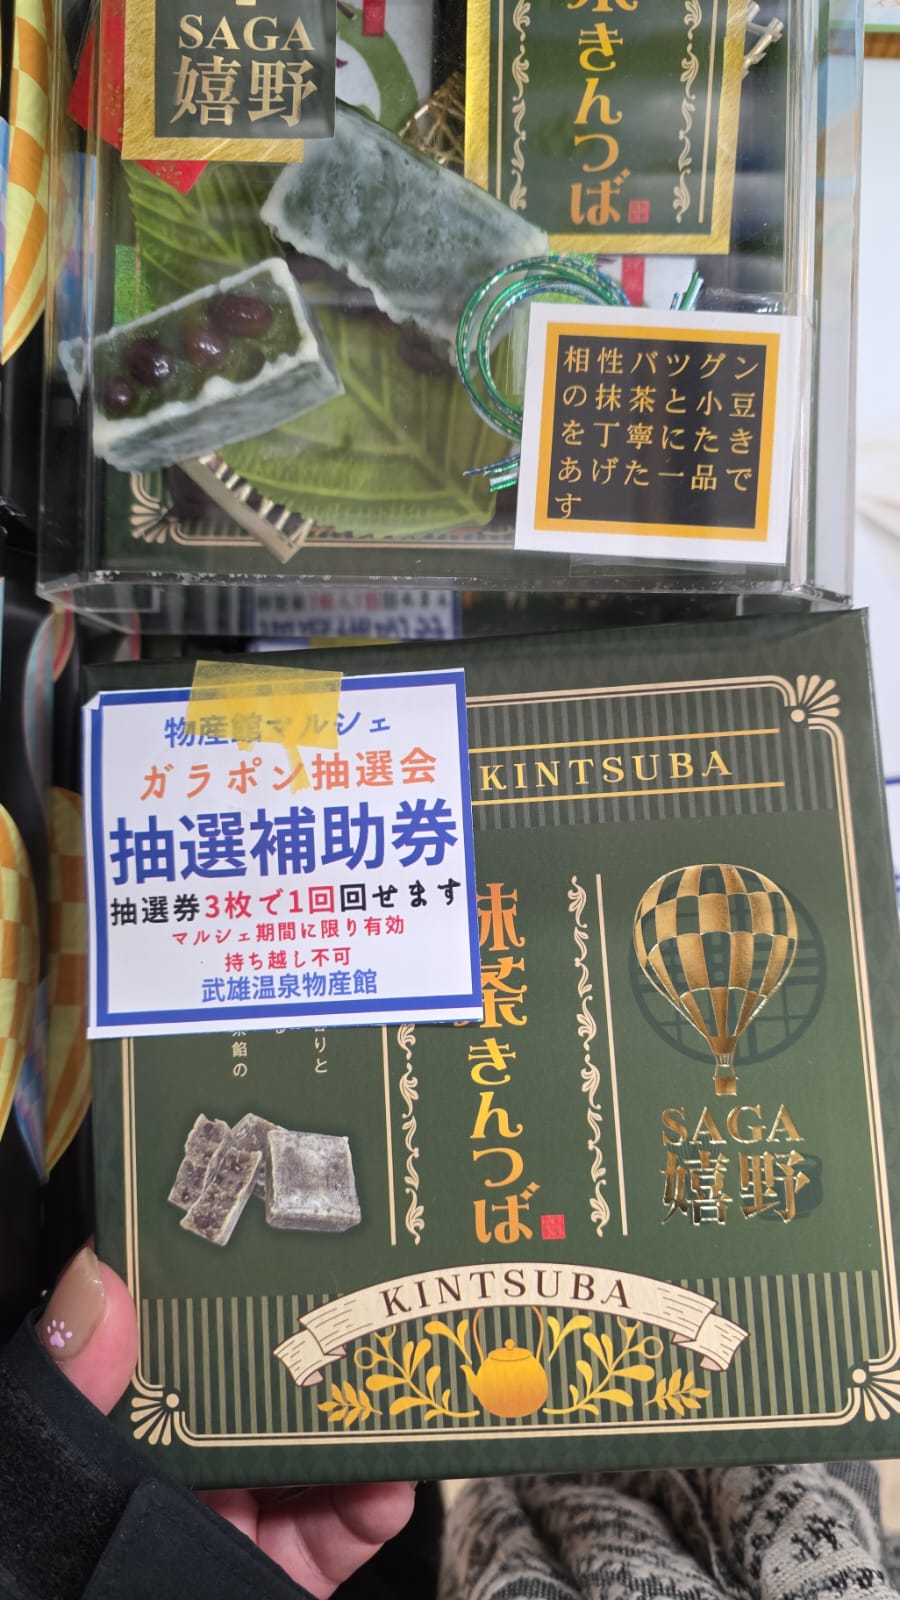 SAGA
嬉野
茶きんつば
相性バツグン
の抹茶と小豆
を丁寧にたき
あげた一品で
す
物産館マルシェ
ガラポン抽選会
抽選補助券
抽選券3枚で1回回せます
マルシェ期間に限り有効
持ち越し不可
武雄温泉物産館
KINTSUBA
抹茶きんつば
りと
餡の
SAGA
嬉野
KINTSUBA